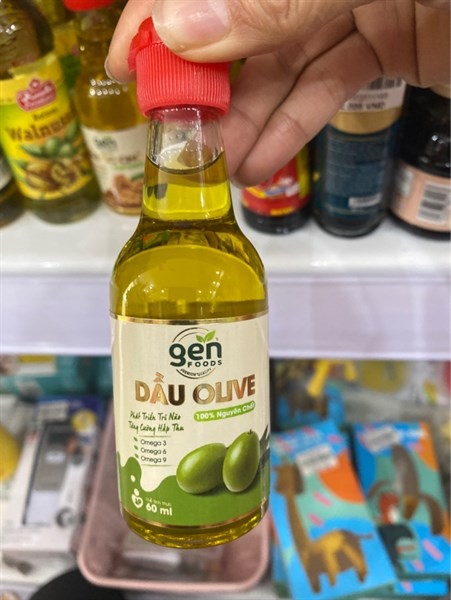 gen
FOODS
DẦU OLIVE
100% Nguyên Chất
Phát Triển Trí Não
Tăng Cường Hấp Thu
Omega 3
Omega 6
Omega 9
60 ml
Walnut